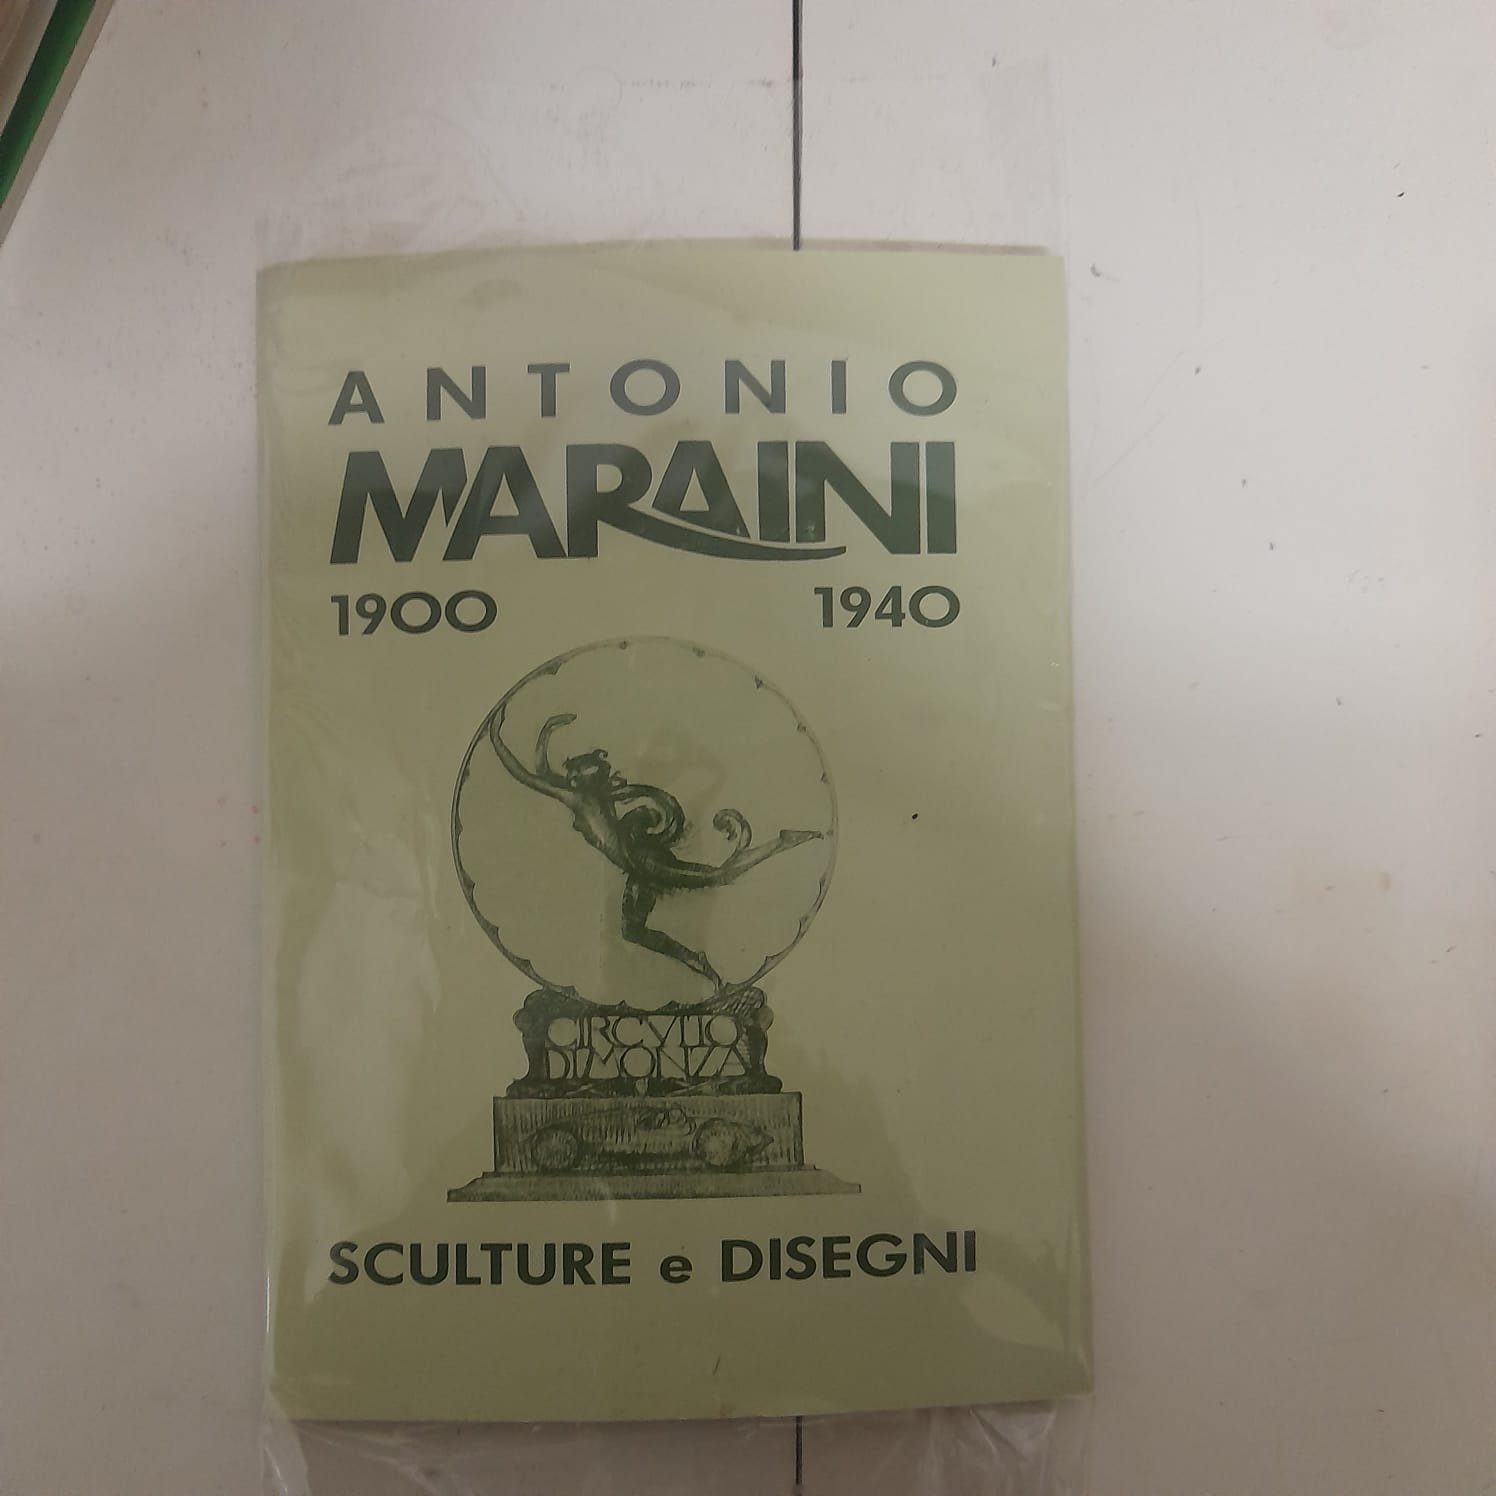 ANTONIO
MARAINI
1900 1940
CIRCVITO
DI MONZA
SCULTURE e DISEGNI